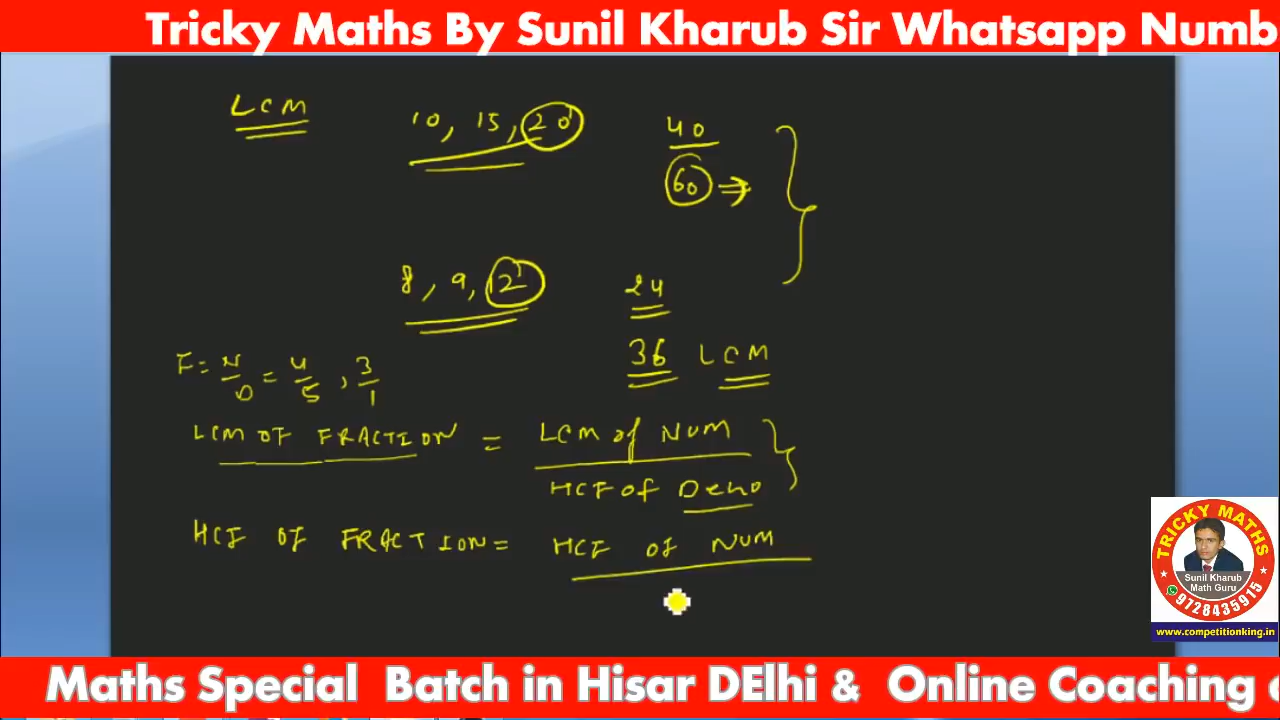 Tricky Maths By Sunil Kharub Sir Whatsapp Numb
LCM 10, 15, 20 40
60 ⇒
8, 9, 12 24
36 LCM
F = N/D = 4/5, 3/1
LCM OF FRACTION = LCM of NUM
HCF of Deno
HCF OF FRACTION = HCF OF NUM
TRICKY MATHS
Sunil Kharub
Math Guru
9728435915
www.competitionking.in
Maths Special Batch in Hisar DElhi & Online Coaching